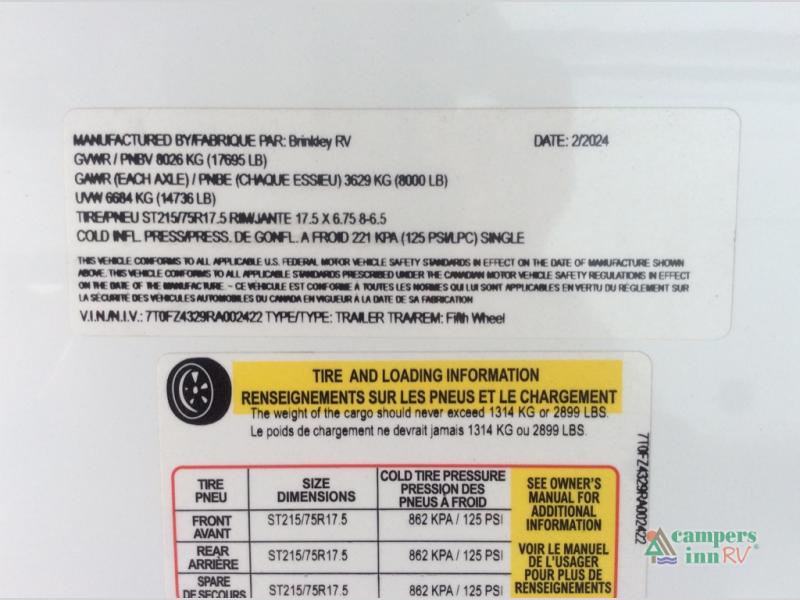 MANUFACTURED BY/FABRIQUE PAR: Brinkley RV DATE: 2/2024
GVWR / PNBV 8026 KG (17695 LB)
GAWR (EACH AXLE) / PNBE (CHAQUE ESSIEU) 3629 KG (8000 LB)
UVW 6684 KG (14736 LB)
TIRE/PNEU ST215/75R17.5 RIM/JANTE 17.5 X 6.75 8-6.5
COLD INFL. PRESS/PRESS. DE GONFL. A FROID 221 KPA (125 PSI/LPC) SINGLE
THIS VEHICLE CONFORMS TO ALL APPLICABLE U.S. FEDERAL MOTOR VEHICLE SAFETY STANDARDS IN EFFECT ON THE DATE OF MANUFACTURE SHOWN
ABOVE. THIS VEHICLE CONFORMS TO ALL APPLICABLE STANDARDS PRESCRIBED UNDER THE CANADIAN MOTOR VEHICLE SAFETY REGULATIONS IN EFFECT
ON THE DATE OF THE MANUFACTURE. - CE VEHICULE EST CONFORME À TOUTES LES NORMES QUI LUI SONT APPLICABLES EN VERTU DU RÈGLEMENT SUR
LA SÉCURITÉ DES VEHICULES AUTOMOBILES DU CANADA EN VIGUEUR À LA DATE DE SA FABRICATION
V.I.N./N.I.V.: 7T0FZ4329RA002422 TYPE/TYPE: TRAILER TRA/REM: Fifth Wheel
TIRE AND LOADING INFORMATION
RENSEIGNEMENTS SUR LES PNEUS ET LE CHARGEMENT
The weight of the cargo should never exceed 1314 KG or 2899 LBS.
Le poids de chargement ne devrait jamais 1314 KG ou 2899 LBS.
TIRE
PNEU
SIZE
DIMENSIONS
COLD TIRE PRESSURE
PRESSION DES
PNEUS À FROID
FRONT
AVANT
ST215/75R17.5
862 KPA / 125 PSI
REAR
ARRIÈRE
ST215/75R17.5
862 KPA / 125 PSI
SPARE
DE SECOURS
ST215/75R17.5
862 KPA / 125 PSI
SEE OWNER'S
MANUAL FOR
ADDITIONAL
INFORMATION
VOIR LE MANUEL
DE L'USAGER
POUR PLUS DE
RENSEIGNEMENTS
7T0FZ4329RA002422
campers
inn RV®